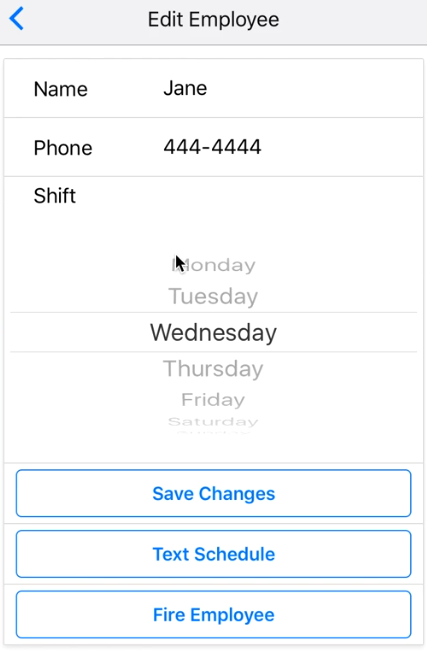 Edit Employee
Name Jane
Phone 444-4444
Shift
Monday
Tuesday
Wednesday
Thursday
Friday
Saturday
Save Changes
Text Schedule
Fire Employee